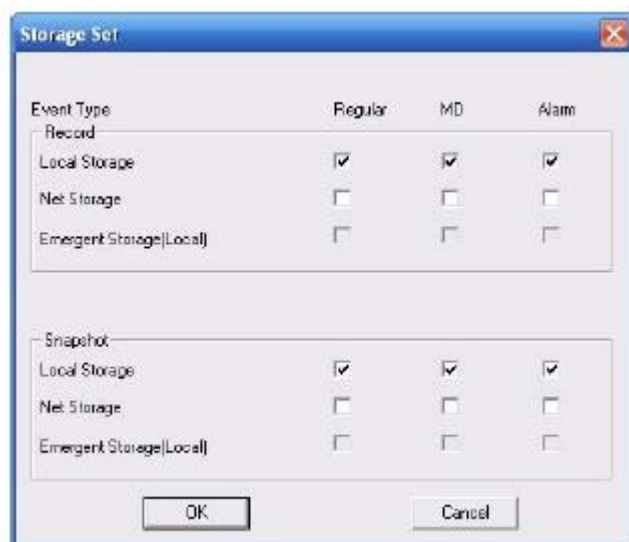 Storage Set
Event Type Regular MD Alarm
Record
Local Storage
Net Storage
Emergent Storage(Local)
Snapshot
Local Storage
Net Storage
Emergent Storage(Local)
OK Cancel